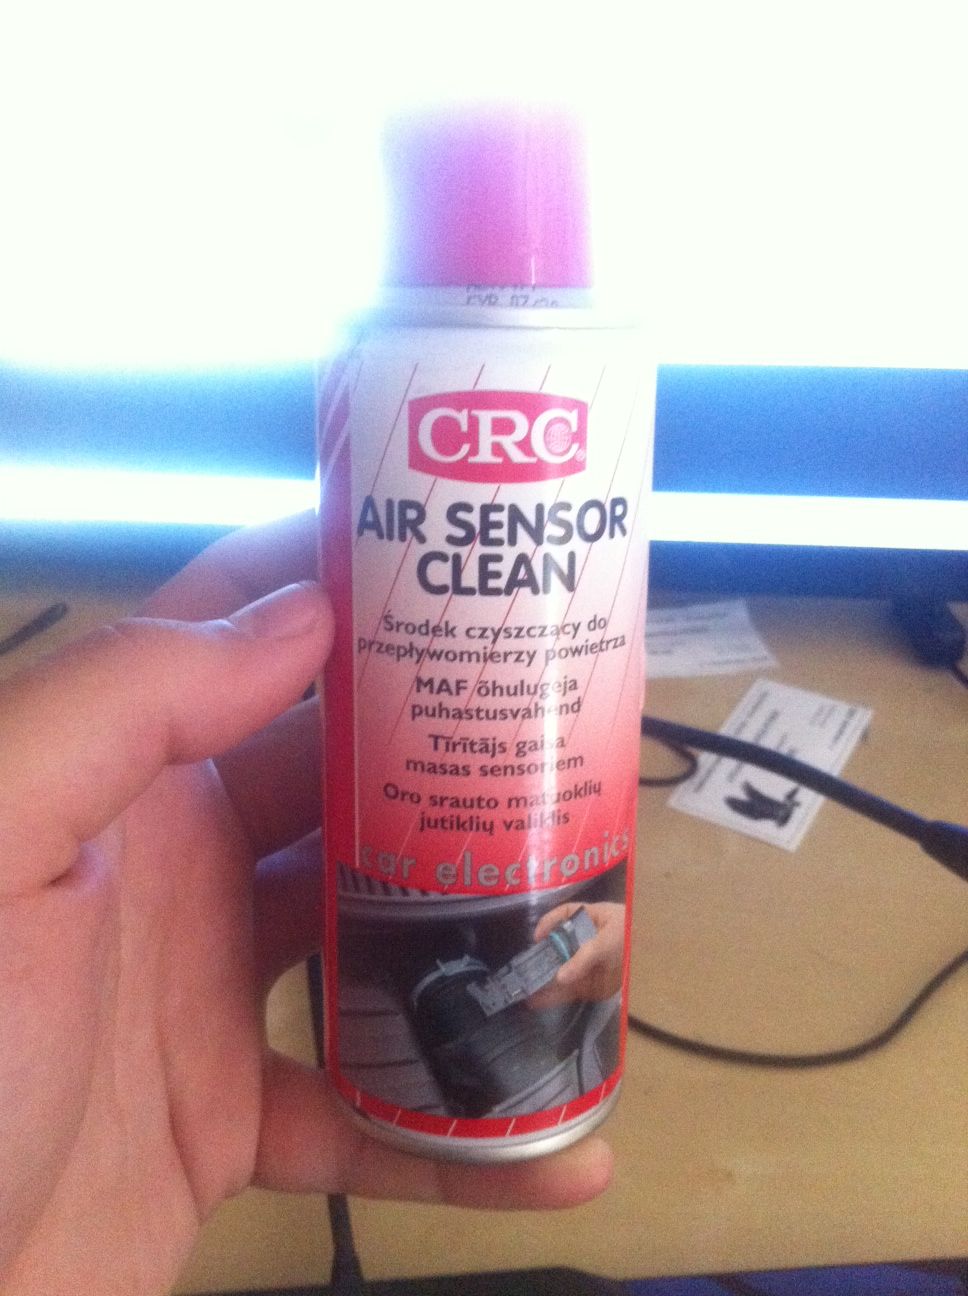 CRC
AIR SENSOR
CLEAN
Środek czyszczący do
przepływomierzy powietrza
MAF õhulugeja
puhastusvahend
Tīrītājs gaisa
masas sensoriem
Oro srauto matuoklių
jutiklių valiklis
car electronics